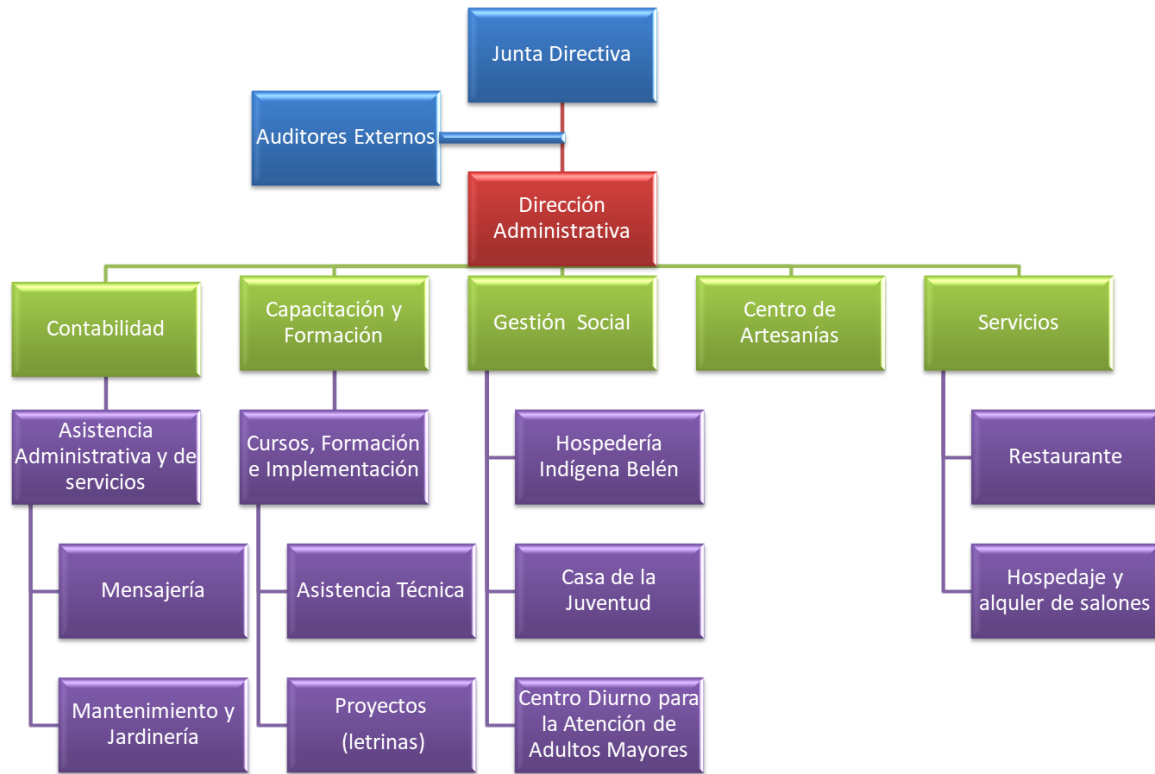 Junta Directiva
Auditores Externos
Dirección
Administrativa
Contabilidad
Capacitación y
Formación
Gestión Social
Centro de
Artesanías
Servicios
Asistencia
Administrativa y de
servicios
Cursos, Formación
e Implementación
Hospedería
Indígena Belén
Restaurante
Mensajería
Asistencia Técnica
Casa de la
Juventud
Hospedaje y
alquler de salones
Mantenimiento y
Jardinería
Proyectos
(letrinas)
Centro Diurno para
la Atención de
Adultos Mayores